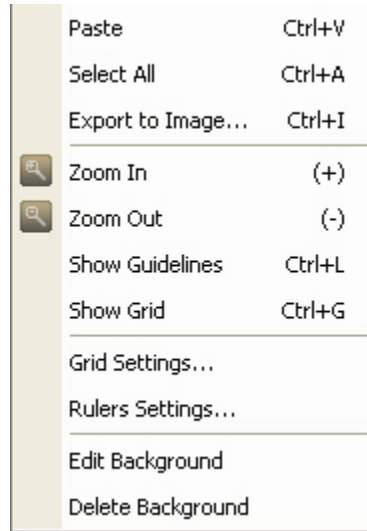 Paste Ctrl+V
Select All Ctrl+A
Export to Image... Ctrl+I
Zoom In (+)
Zoom Out (-)
Show Guidelines Ctrl+L
Show Grid Ctrl+G
Grid Settings...
Rulers Settings...
Edit Background
Delete Background